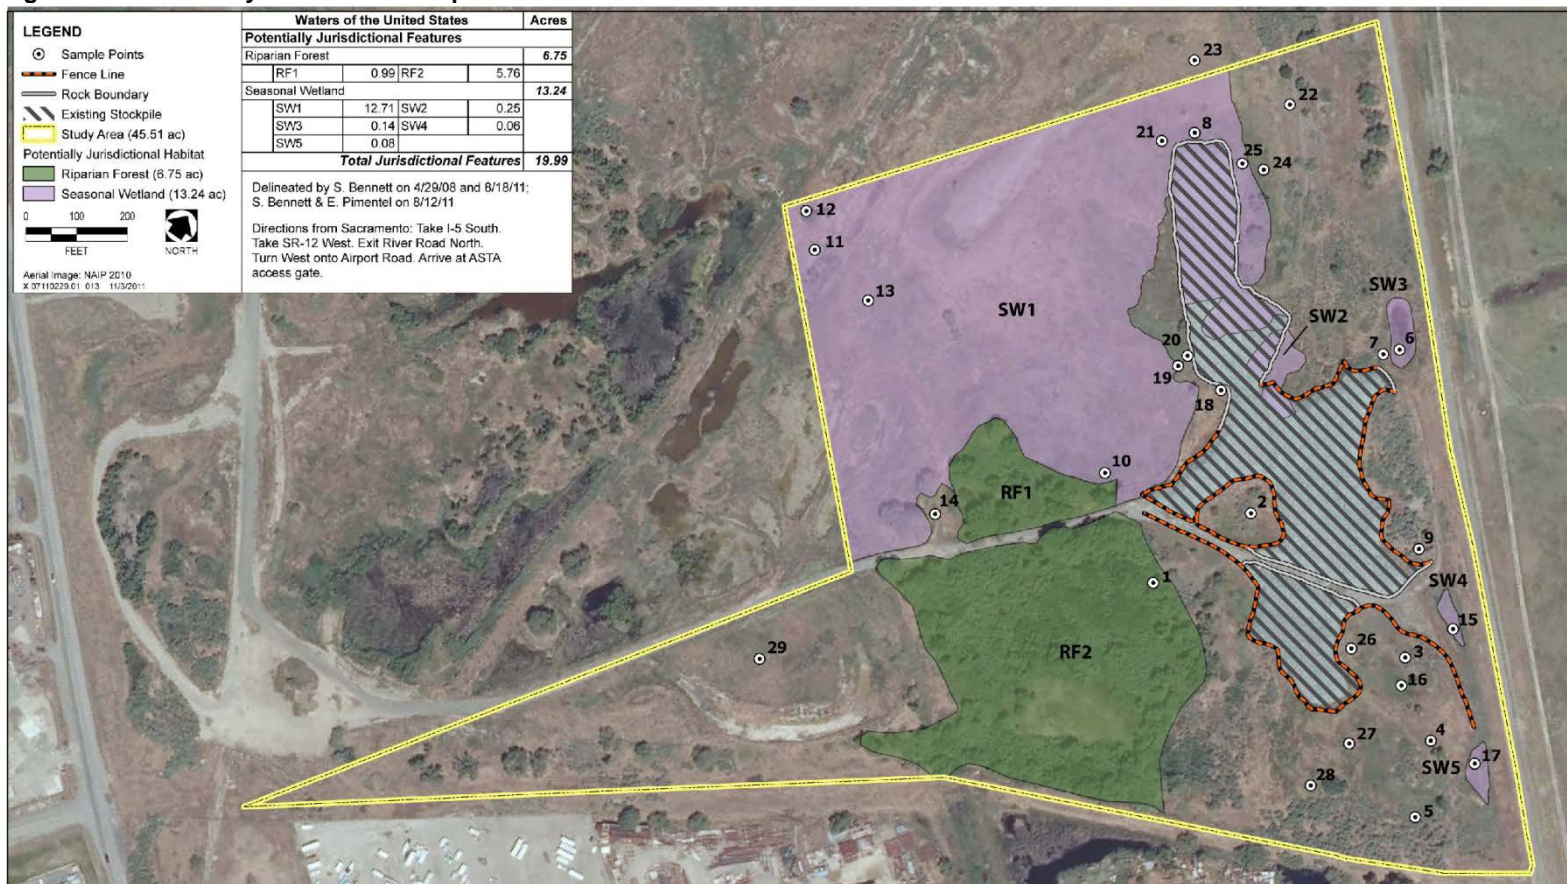 LEGEND
Sample Points
Fence Line
Rock Boundary
Existing Stockpile
Study Area (45.51 ac)
Potentially Jurisdictional Habitat
Riparian Forest (6.75 ac)
Seasonal Wetland (13.24 ac)
0 100 200
FEET
NORTH
Aerial Image: NAIP 2010
X 07110229.01 013 11/3/2011
Waters of the United States Acres
Potentially Jurisdictional Features
Riparian Forest 6.75
RF1 0.99 RF2 5.76
Seasonal Wetland 13.24
SW1 12.71 SW2 0.25
SW3 0.14 SW4 0.06
SW5 0.08
Total Jurisdictional Features 19.99
Delineated by S. Bennett on 4/29/08 and 8/18/11;
S. Bennett & E. Pimentel on 8/12/11
Directions from Sacramento: Take I-5 South.
Take SR-12 West. Exit River Road North.
Turn West onto Airport Road. Arrive at ASTA
access gate.
23
22
8
21
25
24
12
11
13
SW1
SW3
SW2
20
7
6
19
18
10
RF1
14
2
9
1
SW4
15
26
3
RF2
29
16
4
27
17
SW5
28
5